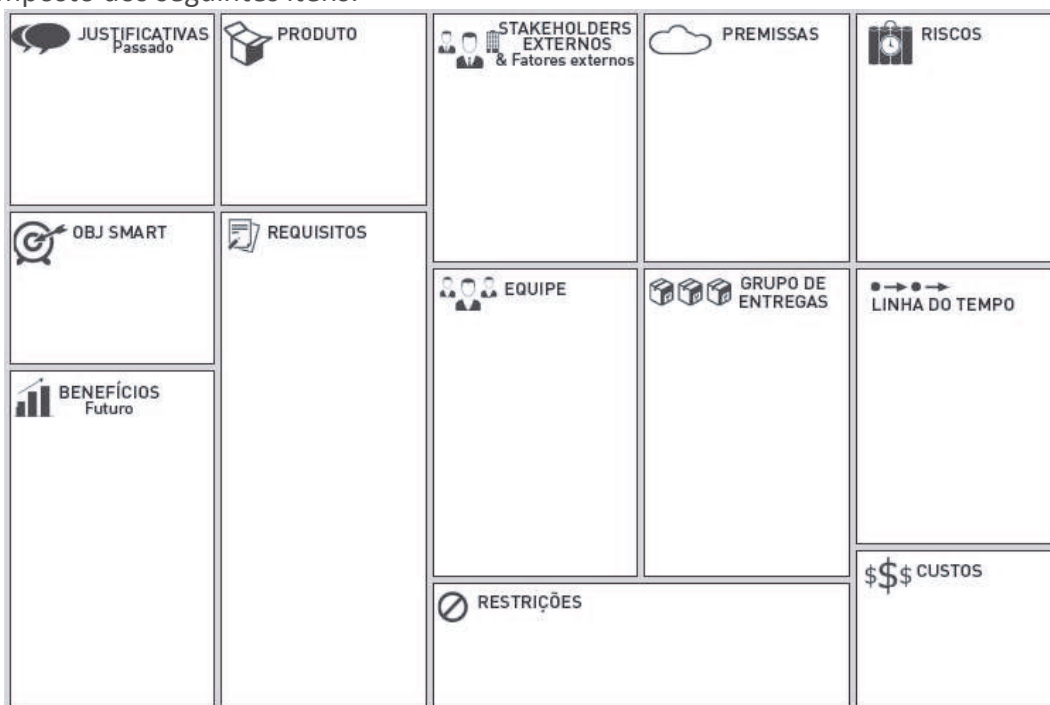 JUSTIFICATIVAS
Passado
PRODUTO
STAKEHOLDERS
EXTERNOS
& Fatores externos
PREMISSAS
RISCOS
OBJ SMART
REQUISITOS
EQUIPE
GRUPO DE
ENTREGAS
LINHA DO TEMPO
BENEFÍCIOS
Futuro
RESTRIÇÕES
$$$ CUSTOS